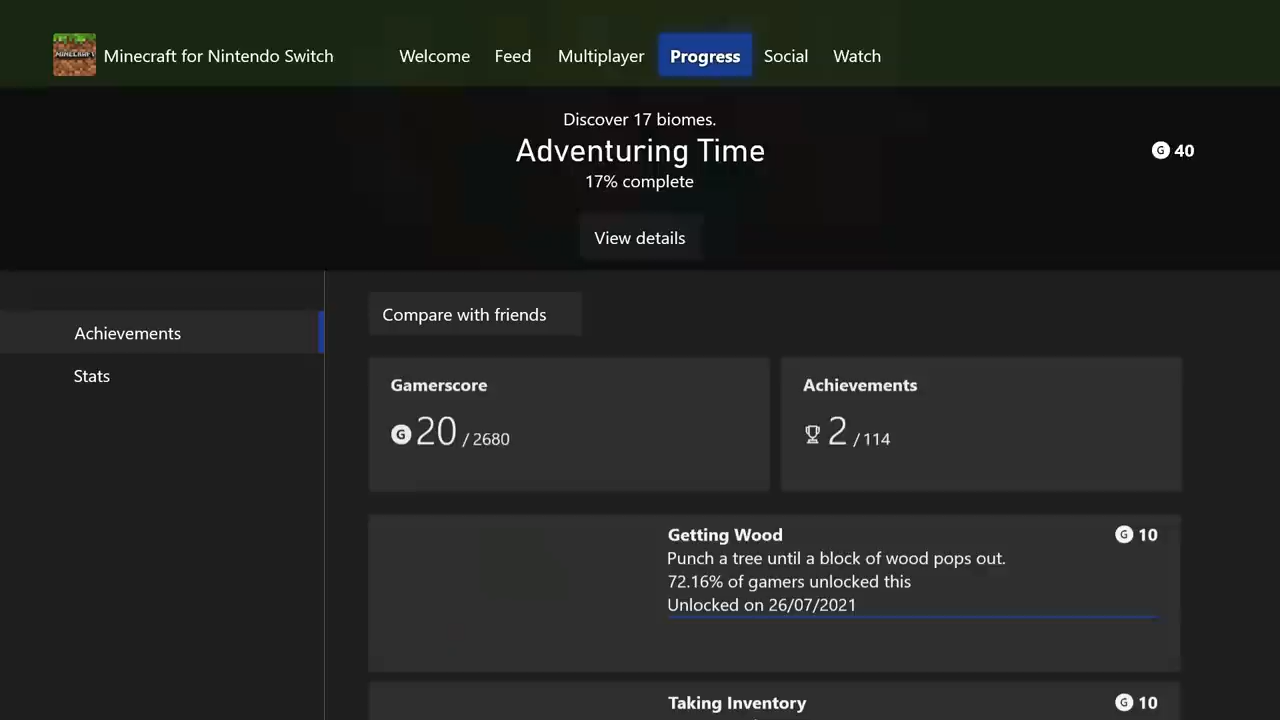 MINECRAFT
Minecraft for Nintendo Switch
Welcome
Feed
Multiplayer
Progress
Social
Watch
Discover 17 biomes.
Adventuring Time
17% complete
G 40
View details
Achievements
Stats
Compare with friends
Gamerscore
G 20 / 2680
Achievements
2 / 114
Getting Wood
G 10
Punch a tree until a block of wood pops out.
72.16% of gamers unlocked this
Unlocked on 26/07/2021
Taking Inventory
G 10